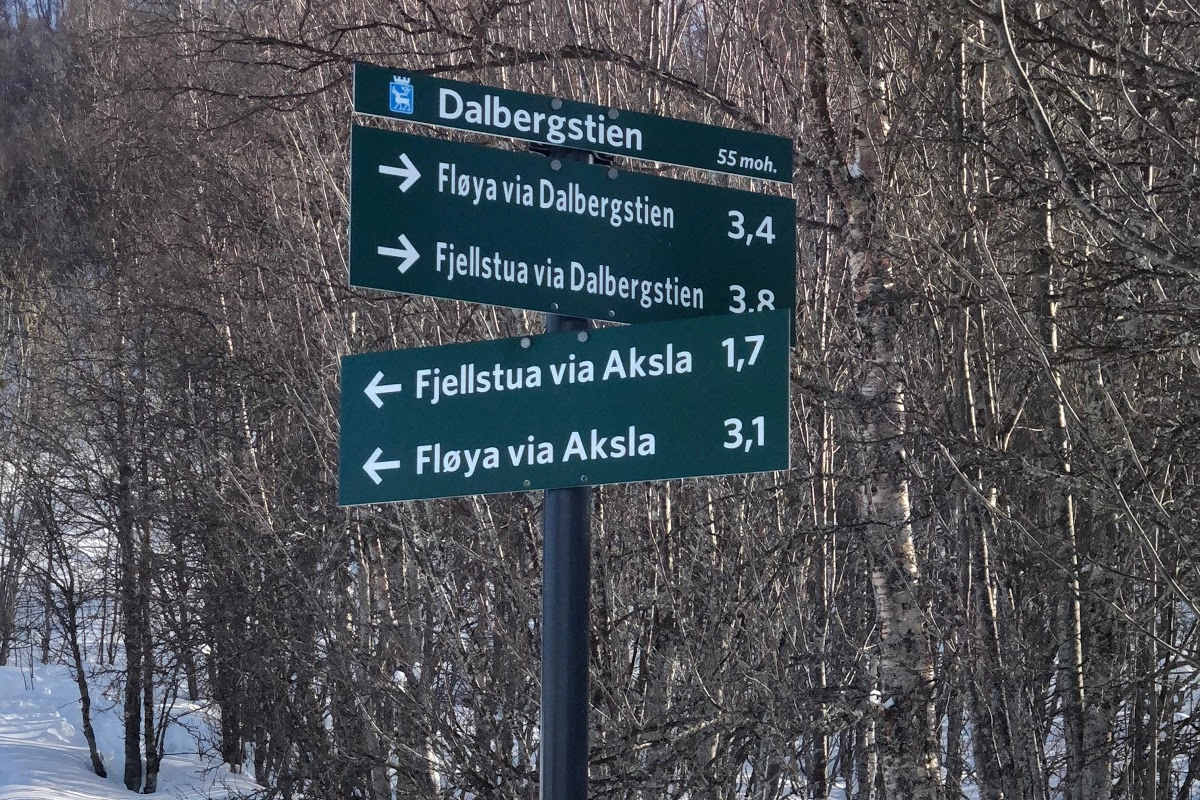 Dalbergstien 55 moh.
→ Fløya via Dalbergstien 3,4
→ Fjellstua via Dalbergstien 3,8
← Fjellstua via Aksla 1,7
← Fløya via Aksla 3,1